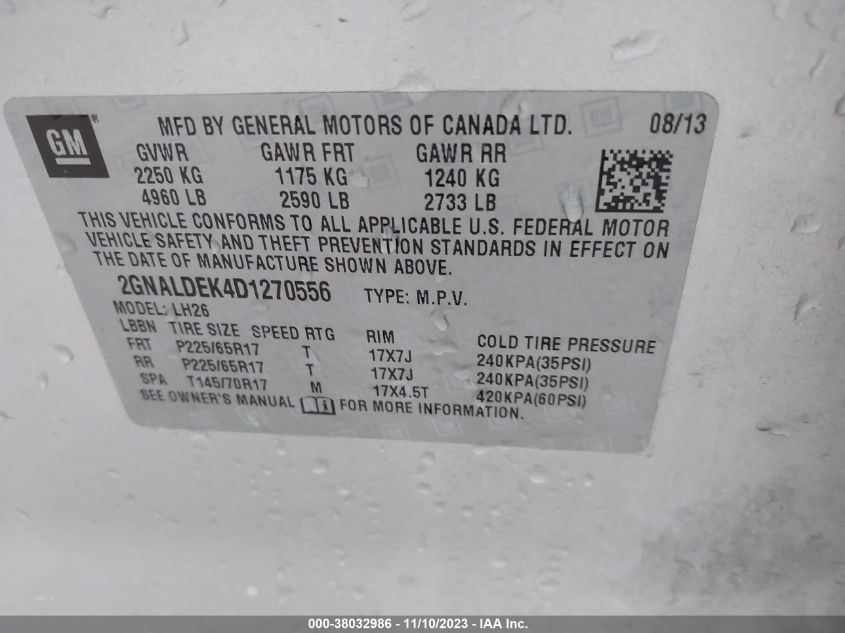 GM® MFD BY GENERAL MOTORS OF CANADA LTD. 08/13
GVWR GAWR FRT GAWR RR
2250 KG 1175 KG 1240 KG
4960 LB 2590 LB 2733 LB
THIS VEHICLE CONFORMS TO ALL APPLICABLE U.S. FEDERAL MOTOR
VEHICLE SAFETY AND THEFT PREVENTION STANDARDS IN EFFECT ON
THE DATE OF MANUFACTURE SHOWN ABOVE.
2GNALDEK4D1270556 TYPE: M.P.V.
MODEL: LH26
LBBN TIRE SIZE SPEED RTG RIM COLD TIRE PRESSURE
FRT P225/65R17 T 17X7J 240KPA(35PSI)
RR P225/65R17 T 17X7J 240KPA(35PSI)
SPA T145/70R17 M 17X4.5T 420KPA(60PSI)
SEE OWNER'S MANUAL FOR MORE INFORMATION.
000-38032986 - 11/10/2023 - IAA Inc.